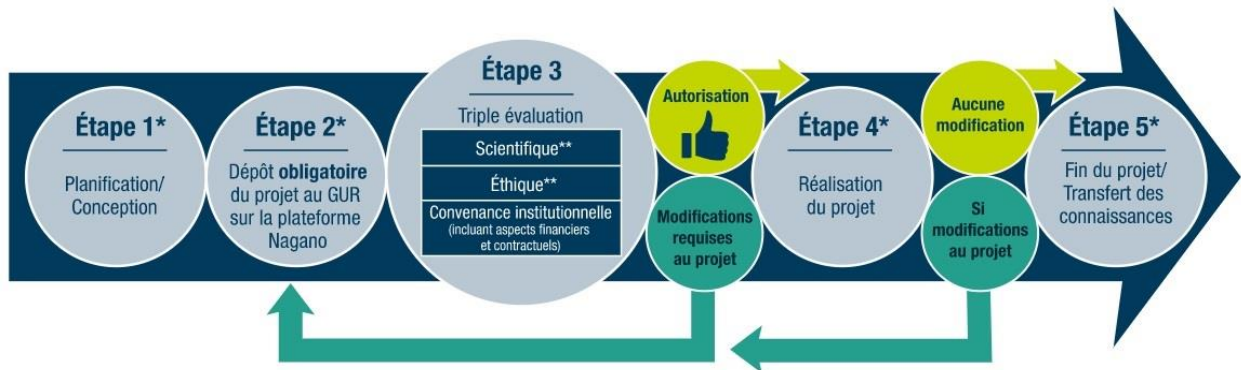 Étape 1*
Planification/
Conception
Étape 2*
Dépôt obligatoire
du projet au GUR
sur la plateforme
Nagano
Étape 3
Triple évaluation
Scientifique**
Éthique**
Convenance institutionnelle
(incluant aspects financiers
et contractuels)
Autorisation
Modifications
requises
au projet
Étape 4*
Réalisation
du projet
Aucune
modification
Si
modifications
au projet
Étape 5*
Fin du projet/
Transfert des
connaissances